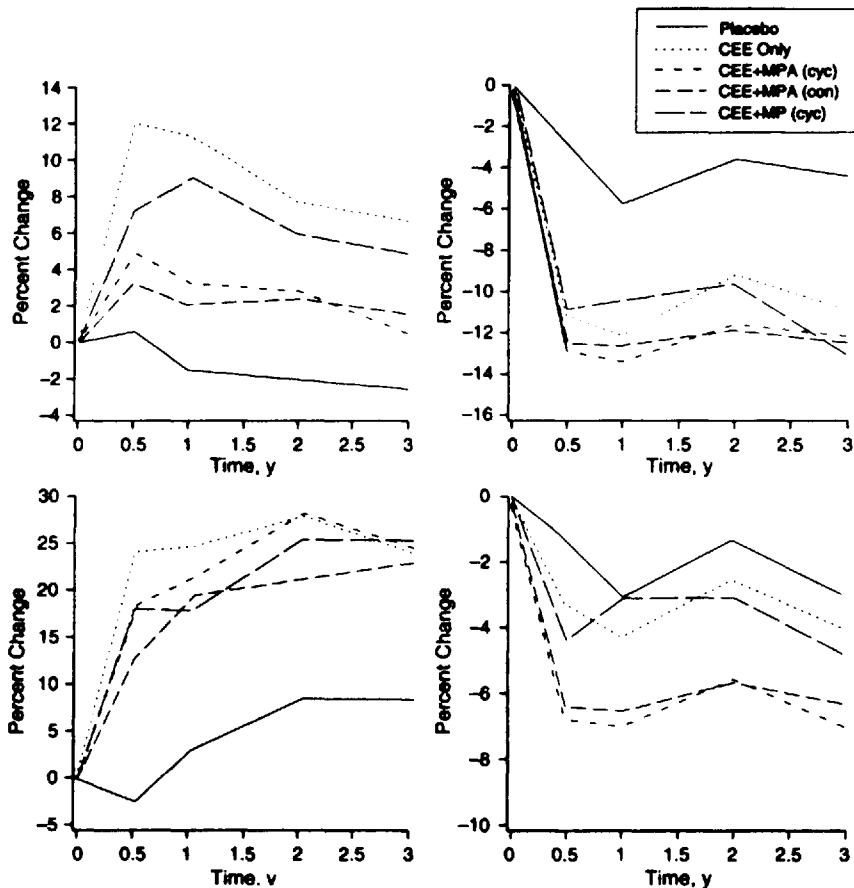 Placebo
CEE Only
CEE+MPA (cyc)
CEE+MPA (con)
CEE+MP (cyc)
Percent Change
14
12
10
8
6
4
2
0
−2
−4
0 0.5 1 1.5 2 2.5 3
Time, y
Percent Change
0
−2
−4
−6
−8
−10
−12
−14
−16
0 0.5 1 1.5 2 2.5 3
Time, y
Percent Change
30
25
20
15
10
5
0
−5
0 0.5 1 1.5 2 2.5 3
Time, y
Percent Change
0
−2
−4
−6
−8
−10
0 0.5 1 1.5 2 2.5 3
Time, y